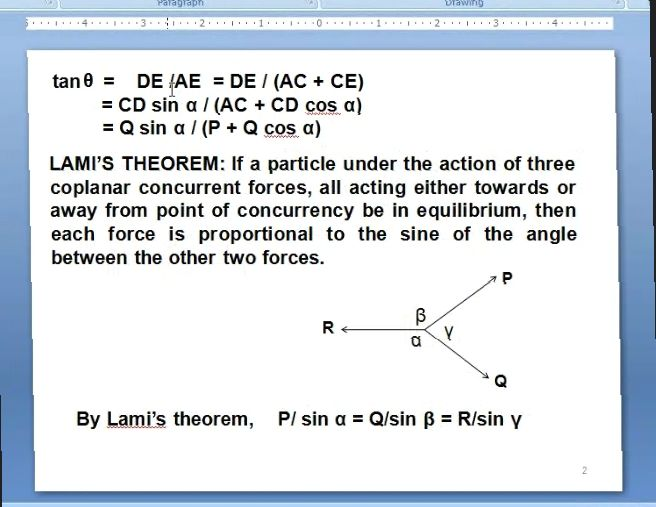 Paragraph
Drawing
4 3 2 1 0 1 2 3 4
tan θ = DE /AE = DE / (AC + CE)
= CD sin α / (AC + CD cos α)
= Q sin α / (P + Q cos α)
LAMI'S THEOREM: If a particle under the action of three
coplanar concurrent forces, all acting either towards or
away from point of concurrency be in equilibrium, then
each force is proportional to the sine of the angle
between the other two forces.
P
β
R
γ
α
Q
By Lami's theorem, P/ sin α = Q/sin β = R/sin γ
2